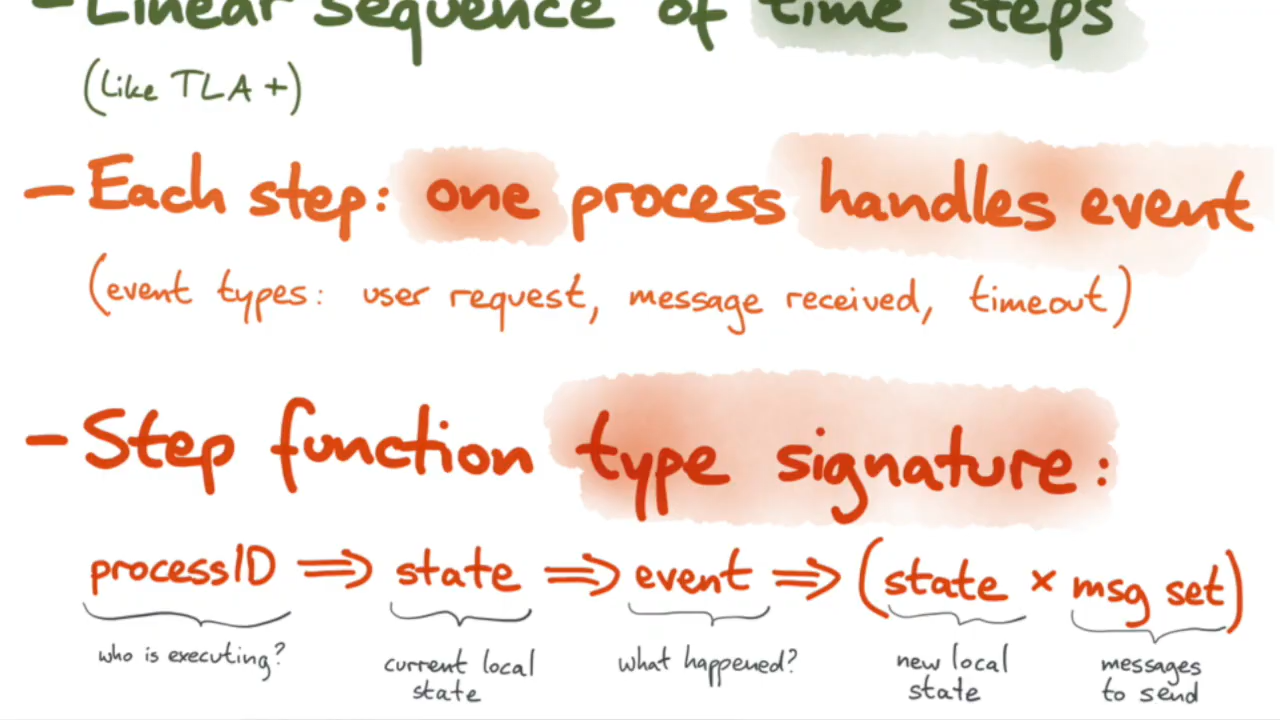 - Linear sequence of time steps
(like TLA+)
- Each step: one process handles event
(event types: user request, message received, timeout)
- Step function type signature:
processID ⇒ state ⇒ event ⇒ (state × msg set)
who is executing? current local state what happened? new local state messages to send